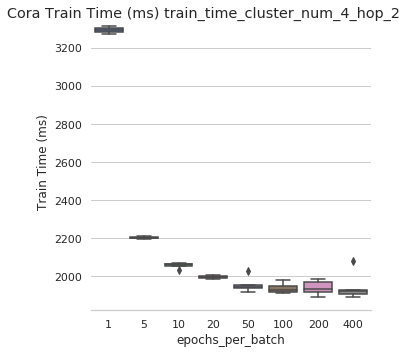 Cora Train Time (ms) train_time_cluster_num_4_hop_2
3200
3000
2800
2600
2400
2200
2000
Train Time (ms)
1 5 10 20 50 100 200 400
epochs_per_batch